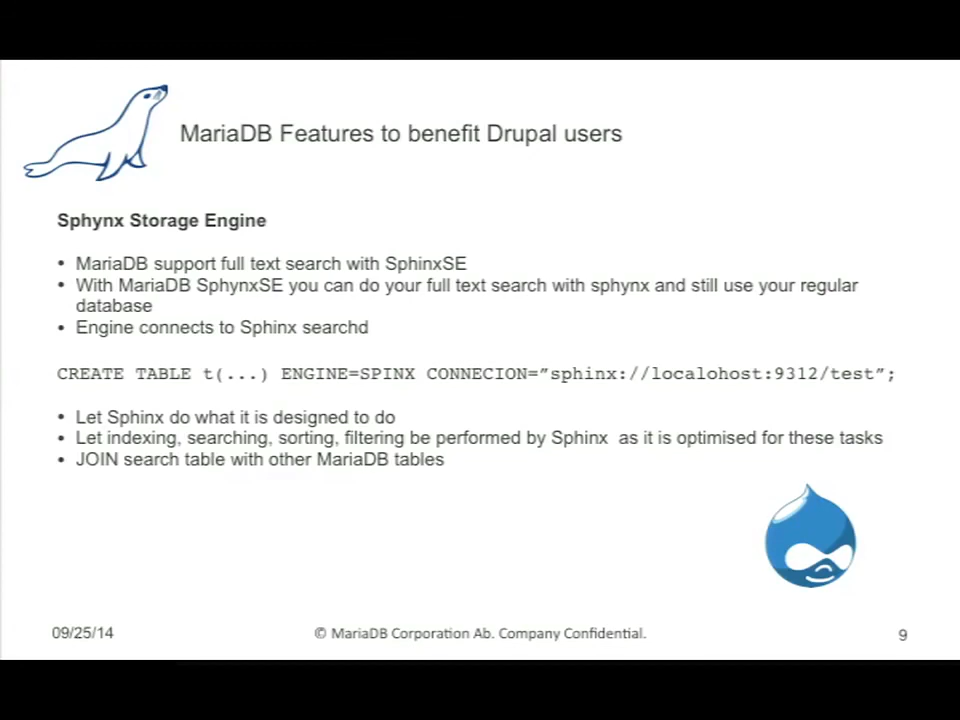 MariaDB Features to benefit Drupal users
Sphynx Storage Engine
• MariaDB support full text search with SphinxSE
• With MariaDB SphynxSE you can do your full text search with sphynx and still use your regular
database
• Engine connects to Sphinx searchd
CREATE TABLE t(...) ENGINE=SPINX CONNECION=”sphinx://localohost:9312/test”;
• Let Sphinx do what it is designed to do
• Let indexing, searching, sorting, filtering be performed by Sphinx as it is optimised for these tasks
• JOIN search table with other MariaDB tables
09/25/14
© MariaDB Corporation Ab. Company Confidential.
9